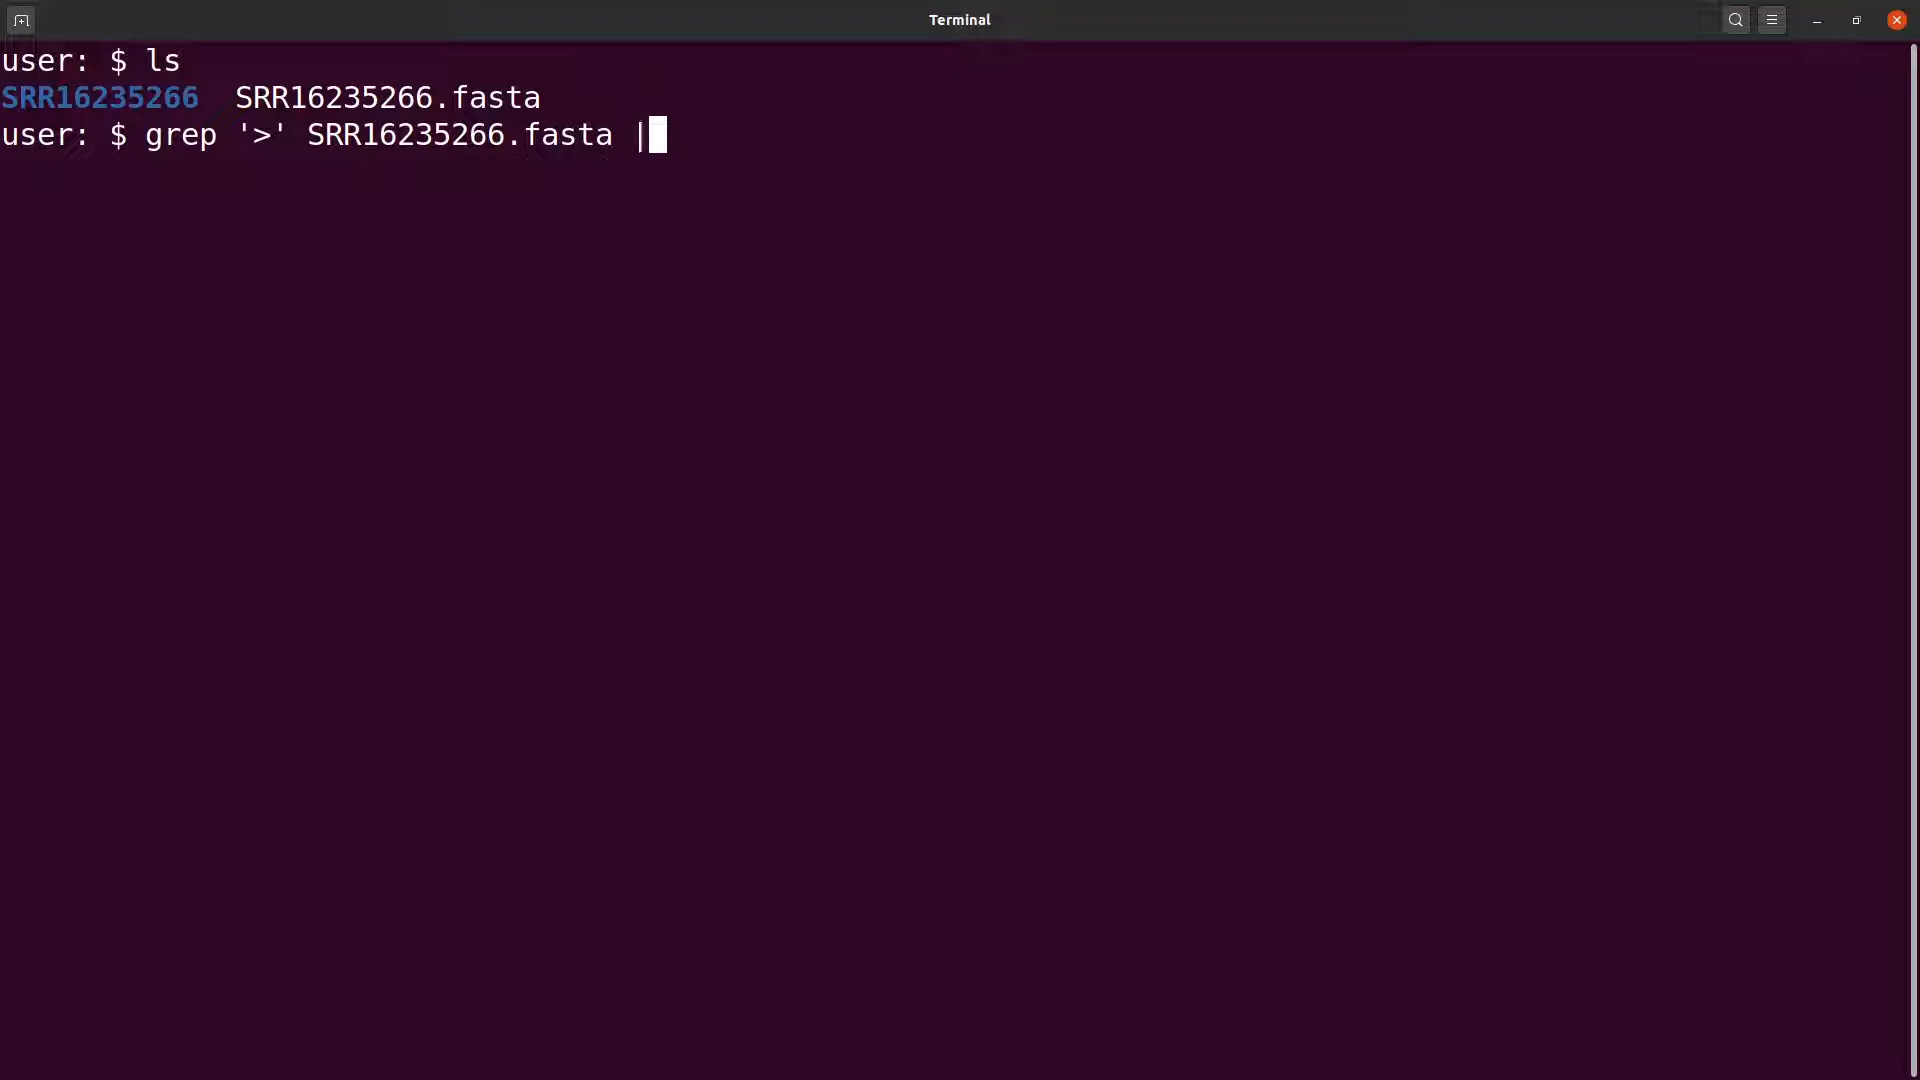 Terminal
user: $ ls
SRR16235266  SRR16235266.fasta
user: $ grep '>' SRR16235266.fasta |